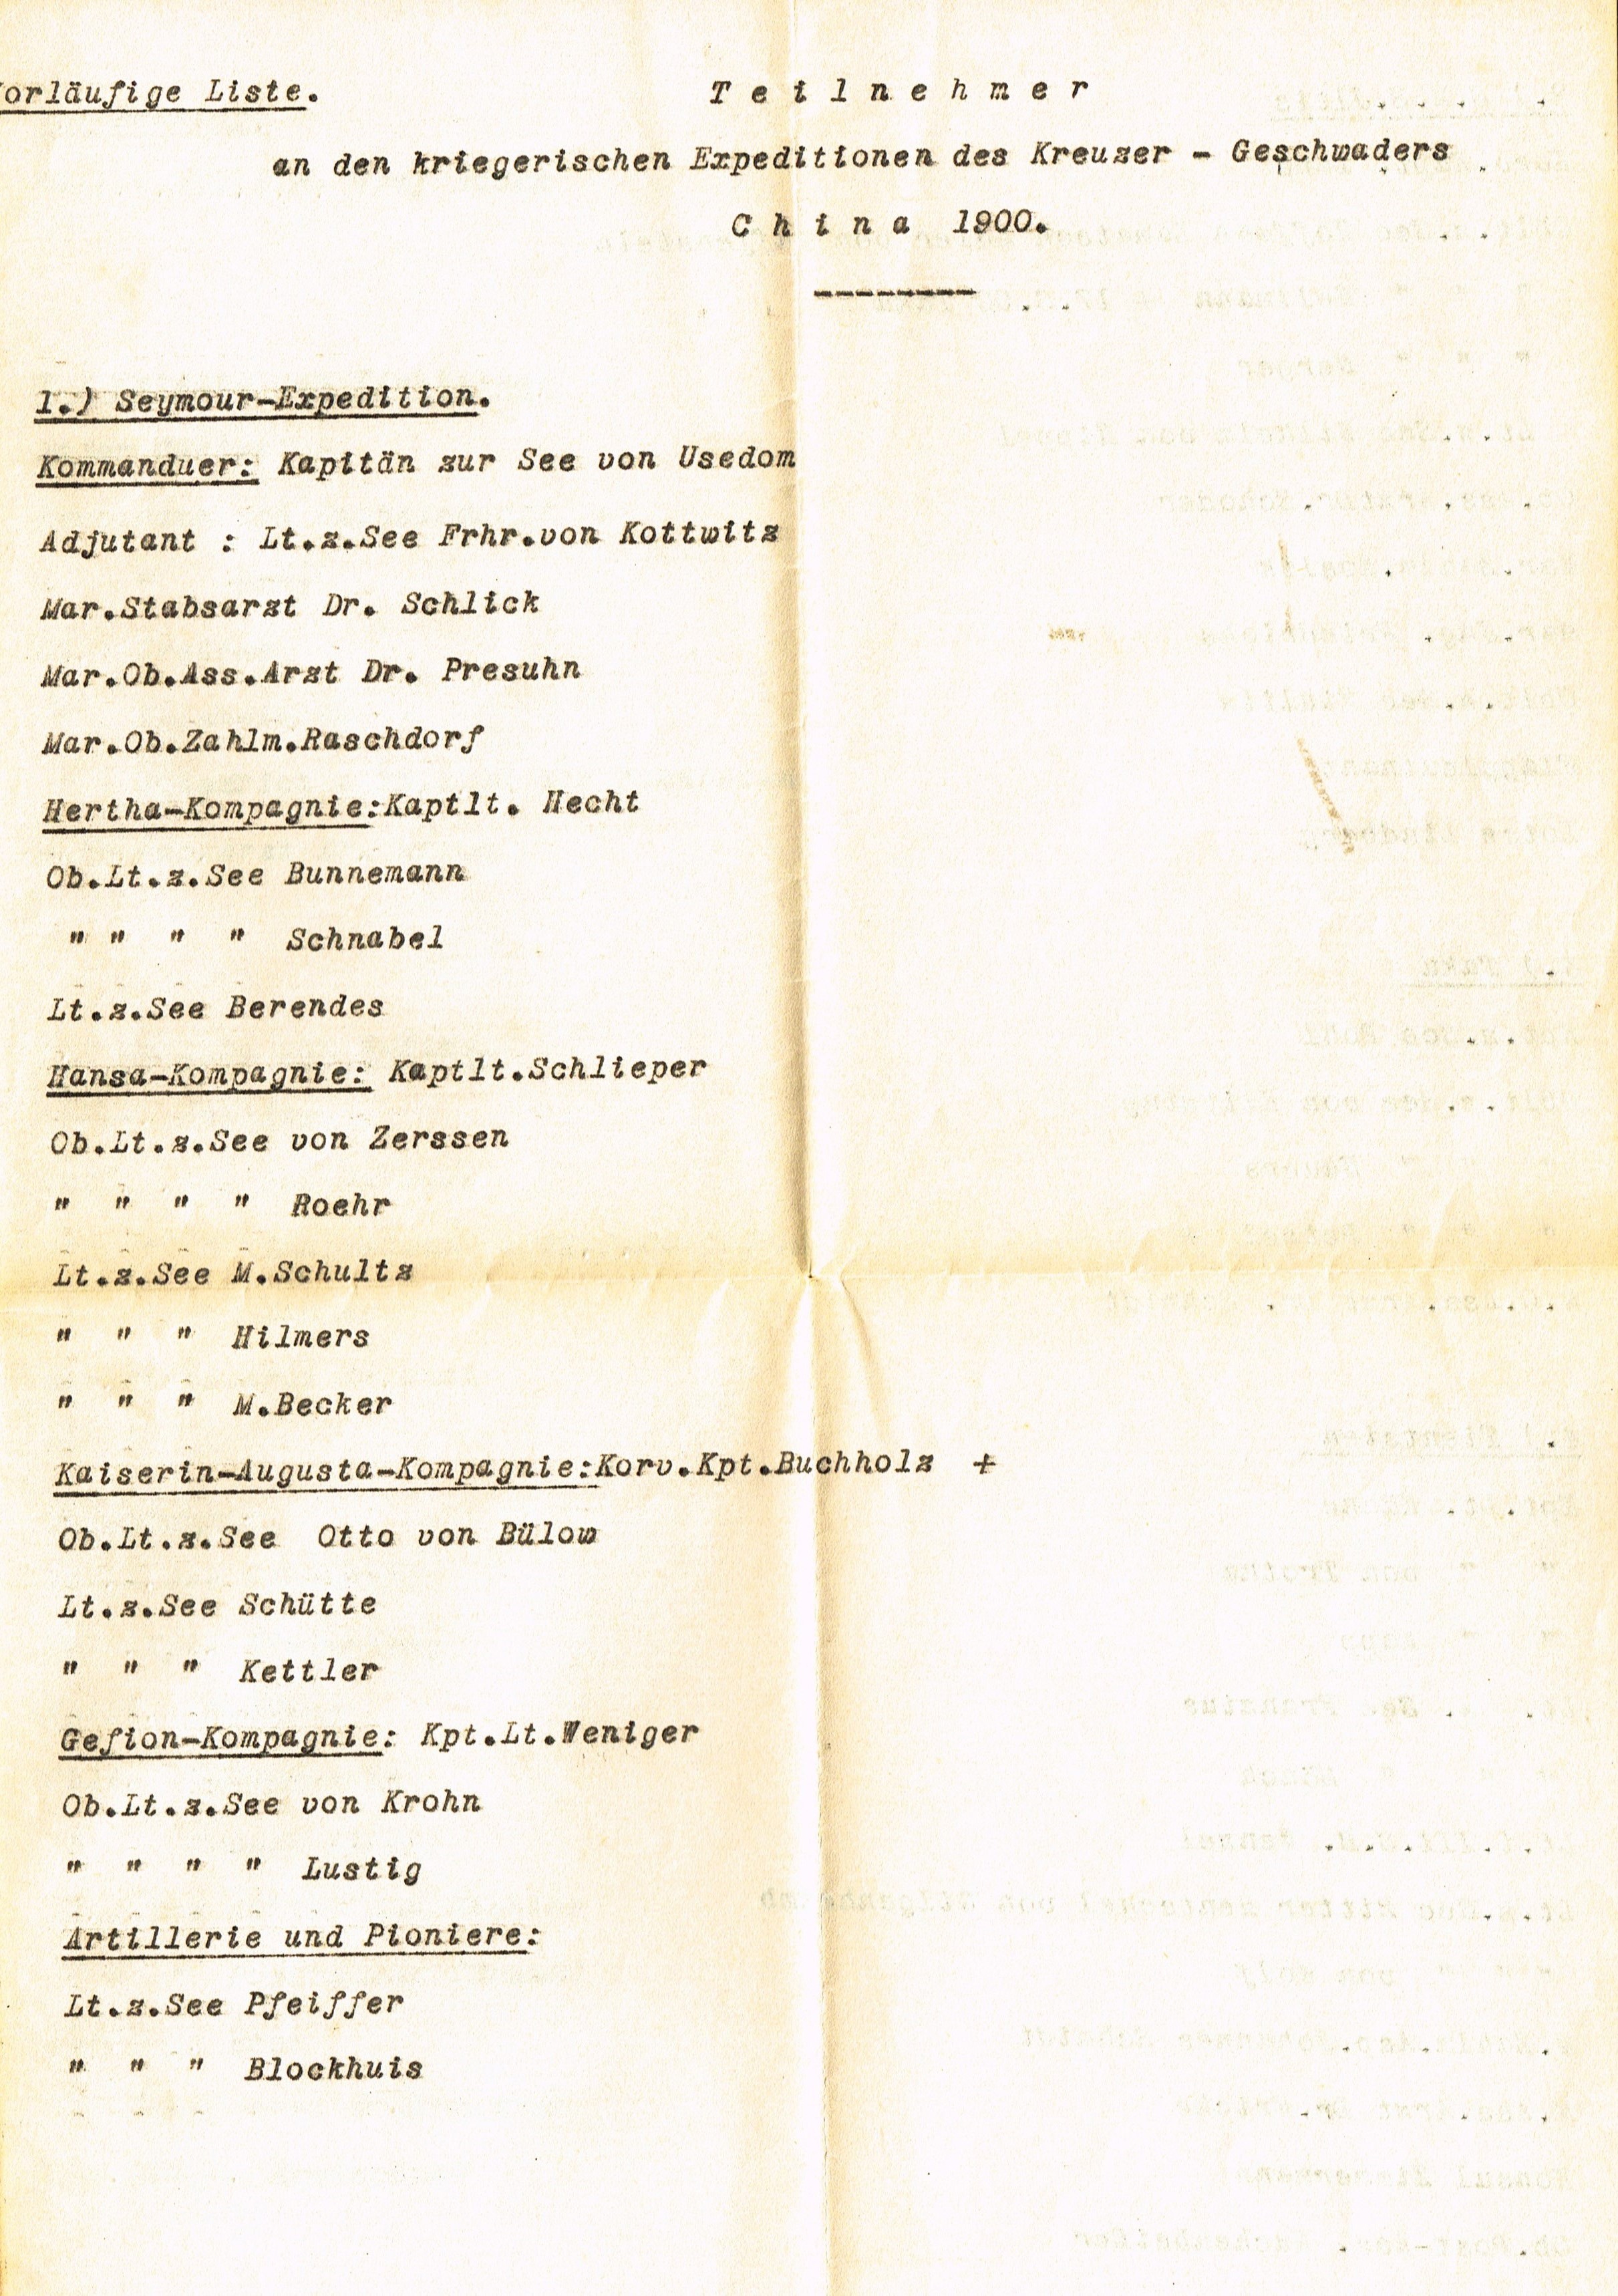 Vorläufige Liste.
T e i l n e h m e r
an den kriegerischen Expeditionen des Kreuzer - Geschwaders
C h i n a 1900.
---------
1.) Seymour-Expedition.
Kommanduer: Kapitän zur See von Usedom
Adjutant : Lt.z.See Frhr.von Kottwitz
Mar.Stabsarzt Dr. Schlick
Mar.Ob.Ass.Arzt Dr. Presuhn
Mar.Ob.Zahlm.Raschdorf
Hertha-Kompagnie:Kaptlt. Hecht
Ob.Lt.z.See Bunnemann
" " " " Schnabel
Lt.z.See Berendes
Hansa-Kompagnie: Kaptlt.Schlieper
Ob.Lt.z.See von Zerssen
" " " " Roehr
Lt.z.See M.Schultz
" " " Hilmers
" " " M.Becker
Kaiserin-Augusta-Kompagnie:Korv.Kpt.Buchholz +
Ob.Lt.z.See Otto von Bülow
Lt.z.See Schütte
" " " Kettler
Gefion-Kompagnie: Kpt.Lt.Weniger
Ob.Lt.z.See von Krohn
" " " " Lustig
Artillerie und Pioniere:
Lt.z.See Pfeiffer
" " " Blockhuis